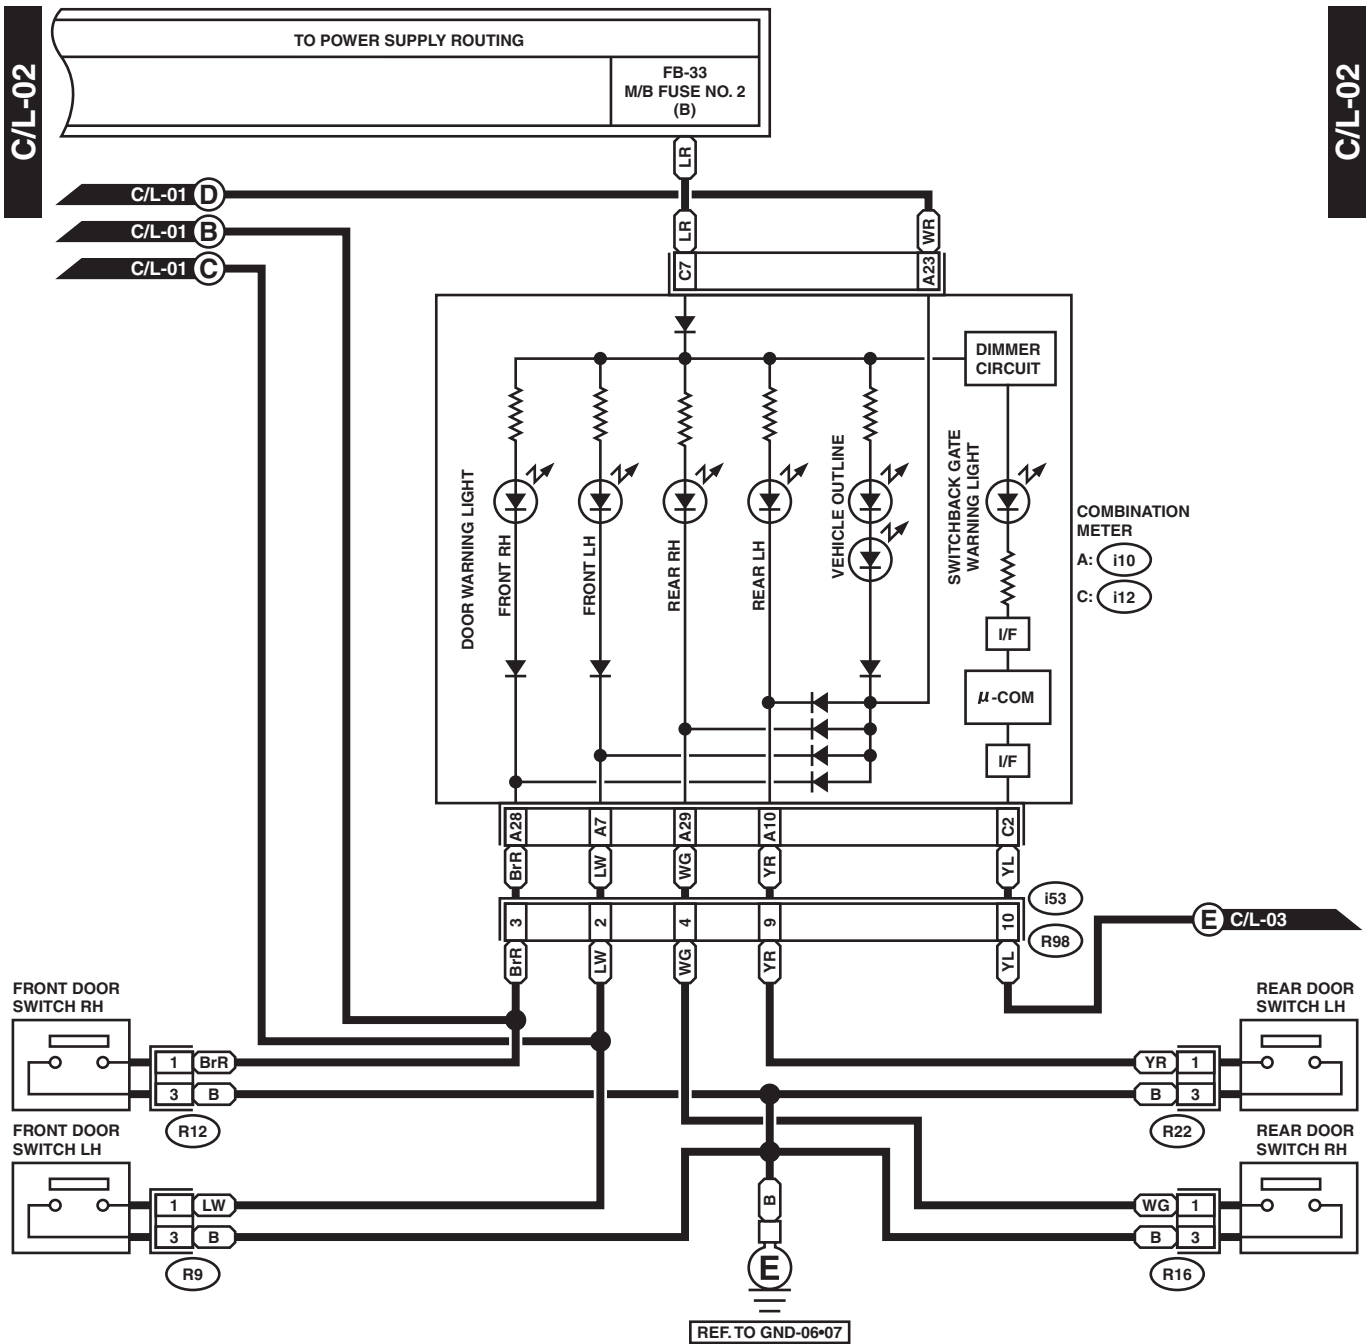 C/L-02
C/L-02
TO POWER SUPPLY ROUTING
FB-33
M/B FUSE NO. 2
(B)
LR
C/L-01 D
C/L-01 B
C/L-01 C
LR
WR
C7
A23
DIMMER
CIRCUIT
DOOR WARNING LIGHT
FRONT RH
FRONT LH
REAR RH
REAR LH
VEHICLE OUTLINE
SWITCHBACK GATE
WARNING LIGHT
COMBINATION
METER
A: i10
C: i12
I/F
μ-COM
I/F
A28
A7
A29
A10
C2
BrR
LW
WG
YR
YL
i53
3
2
4
9
10
R98
E C/L-03
BrR
LW
WG
YR
YL
FRONT DOOR
SWITCH RH
1 BrR
3 B
R12
FRONT DOOR
SWITCH LH
1 LW
3 B
R9
REAR DOOR
SWITCH LH
YR 1
B 3
R22
REAR DOOR
SWITCH RH
WG 1
B 3
R16
B
E
REF. TO GND-06•07